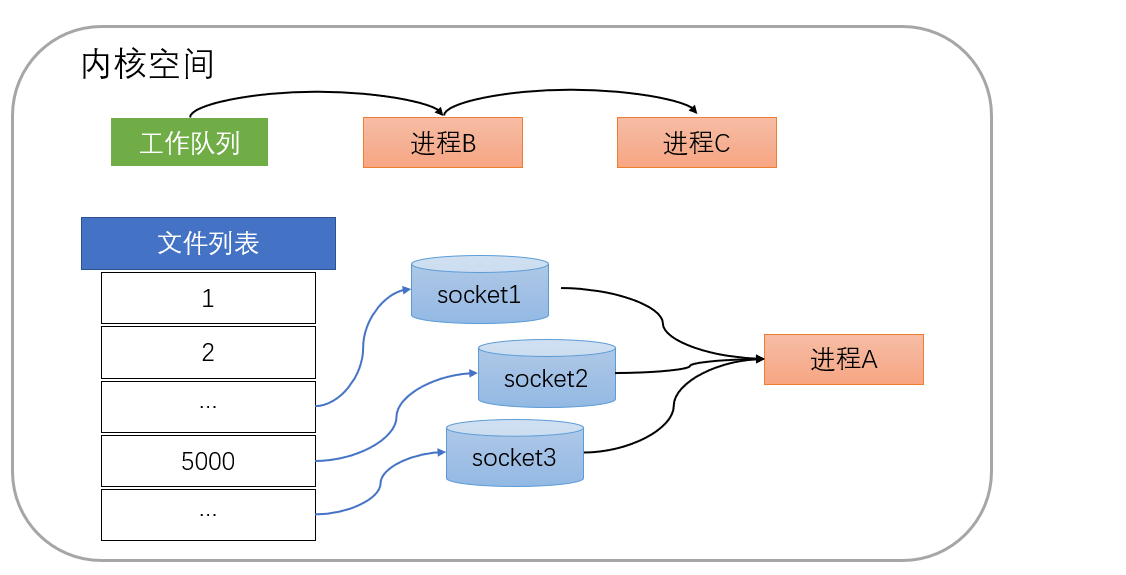 内核空间
工作队列
进程B
进程C
文件列表
1
2
...
5000
...
socket1
socket2
socket3
进程A